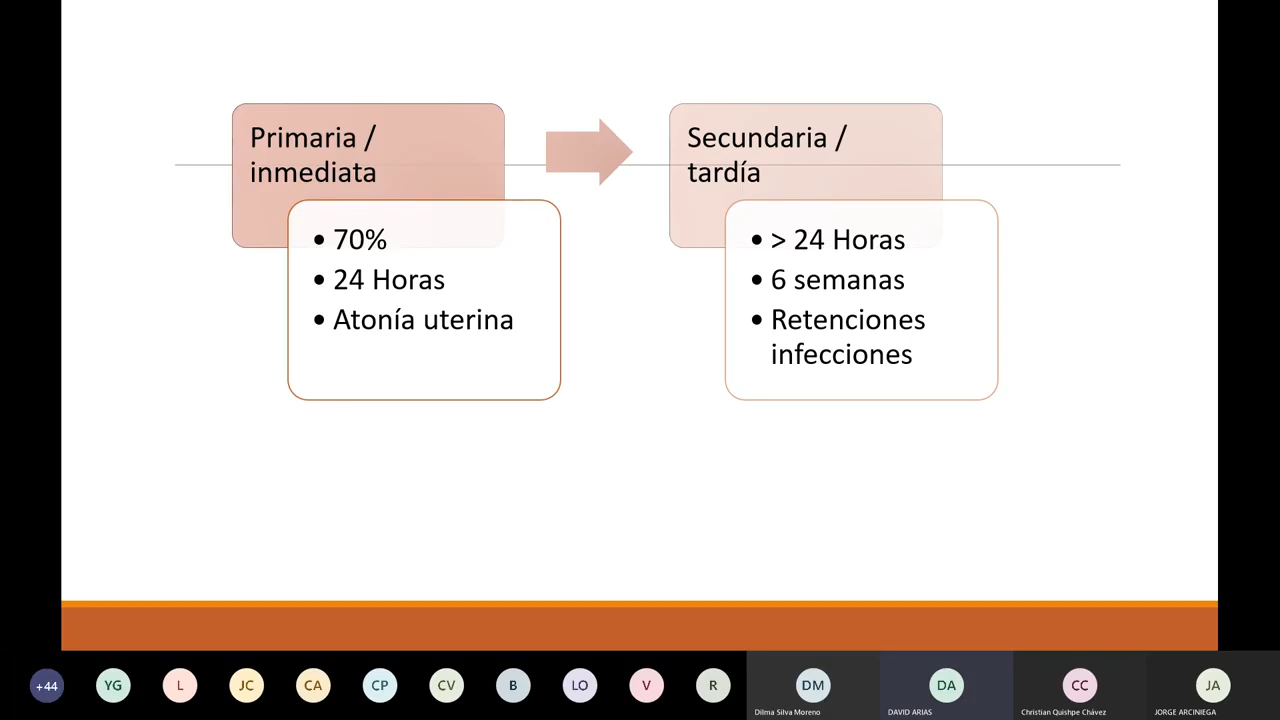 Primaria /
inmediata
• 70%
• 24 Horas
• Atonía uterina
Secundaria /
tardía
• > 24 Horas
• 6 semanas
• Retenciones
infecciones
+44
YG
L
JC
CA
CP
CV
B
LO
V
R
DM
Dilma Silva Moreno
DA
DAVID ARIAS
CC
Christian Quishpe Chávez
JA
JORGE ARCINIEGA